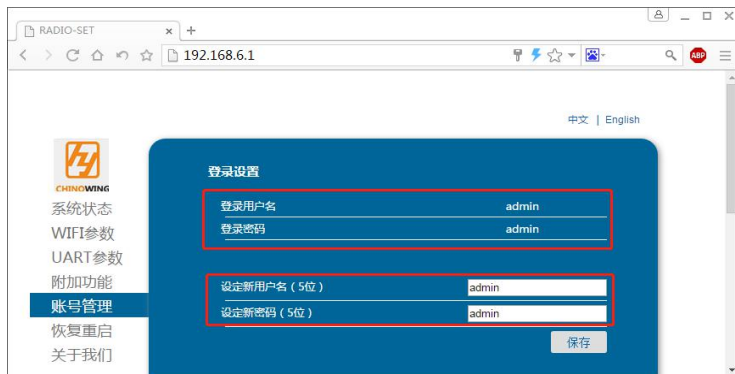 RADIO-SET
192.168.6.1
ABP
中文 | English
CHINOWING
系统状态
WIFI参数
UART参数
附加功能
账号管理
恢复重启
关于我们
登录设置
登录用户名 admin
登录密码 admin
设定新用户名（5位） admin
设定新密码（5位） admin
保存